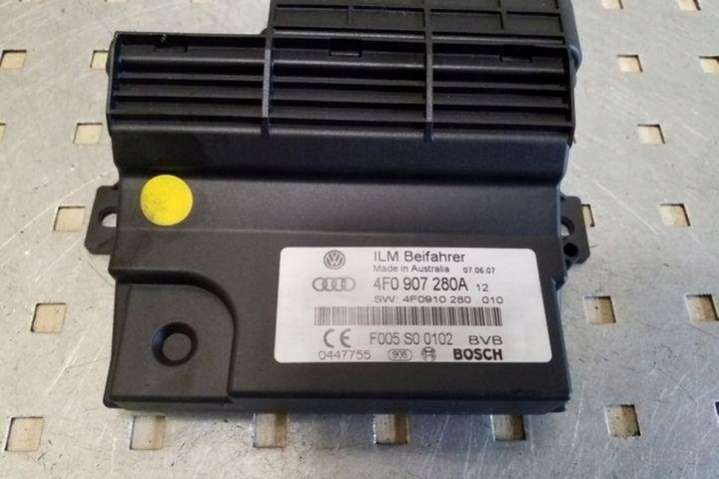 ILM Beifahrer
Made in Australia 07.06.07
4F0 907 280A 12
SW: 4F0910 280 010
F005 S0 0102 BVB
0447755 BOSCH